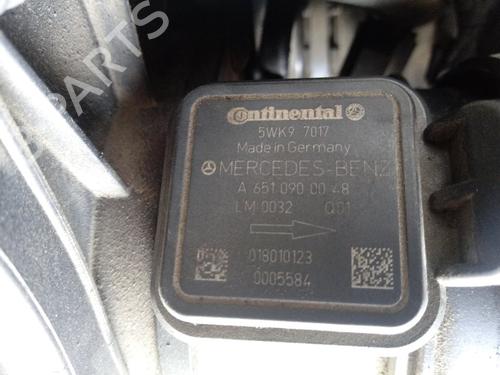 PARTS
Continental
5WK9 7017
Made in Germany
MERCEDES-BENZ
A 651 090 00 48
LM 0032 Q01
018010123
0005584